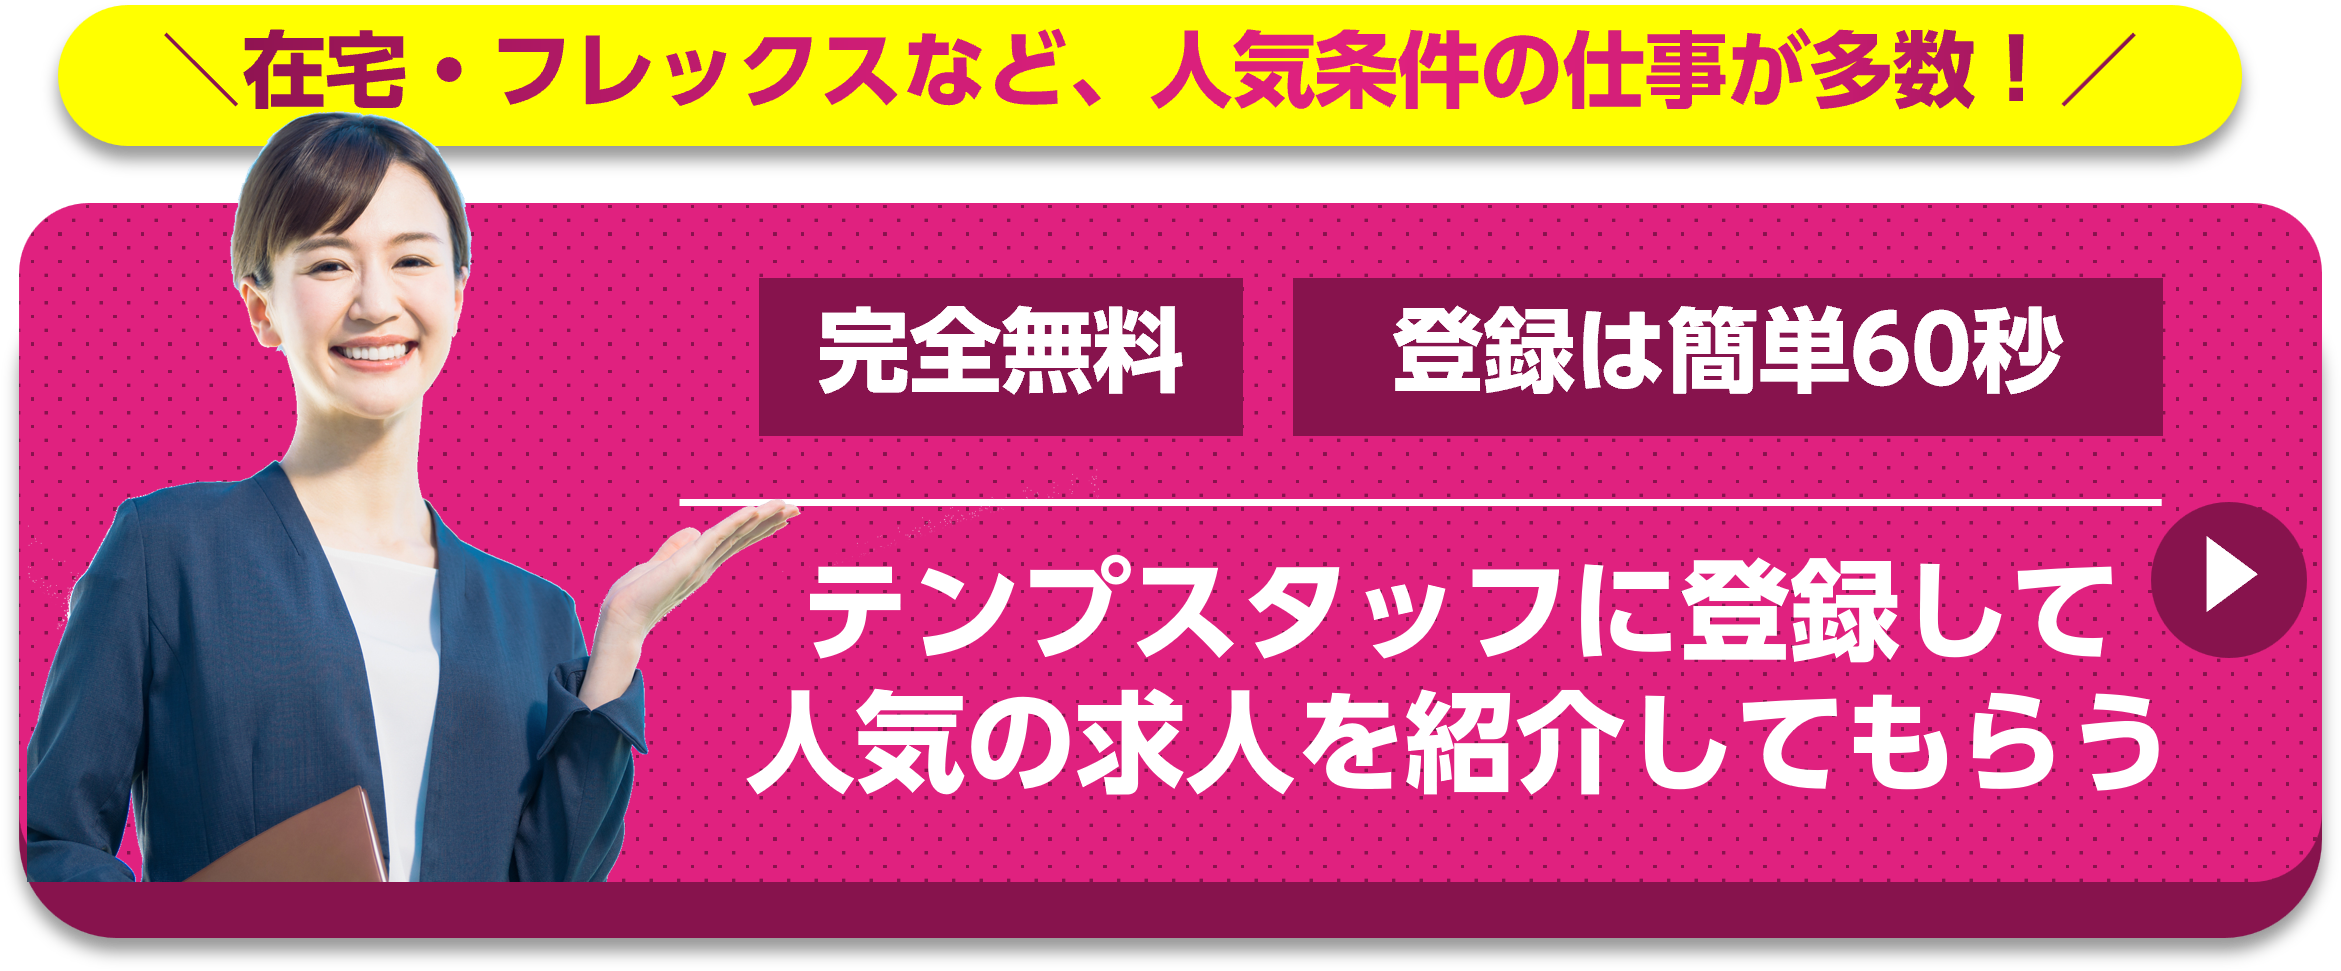 ＼在宅・フレックスなど、人気条件の仕事が多数！／
完全無料
登録は簡単60秒
テンプスタッフに登録して
人気の求人を紹介してもらう